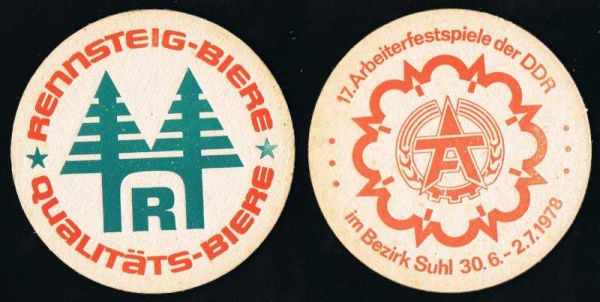 RENNSTEIG-BIERE
R
QUALITÄTS-BIERE
17. Arbeiterfestspiele der DDR
A
im Bezirk Suhl 30.6.-2.7.1978